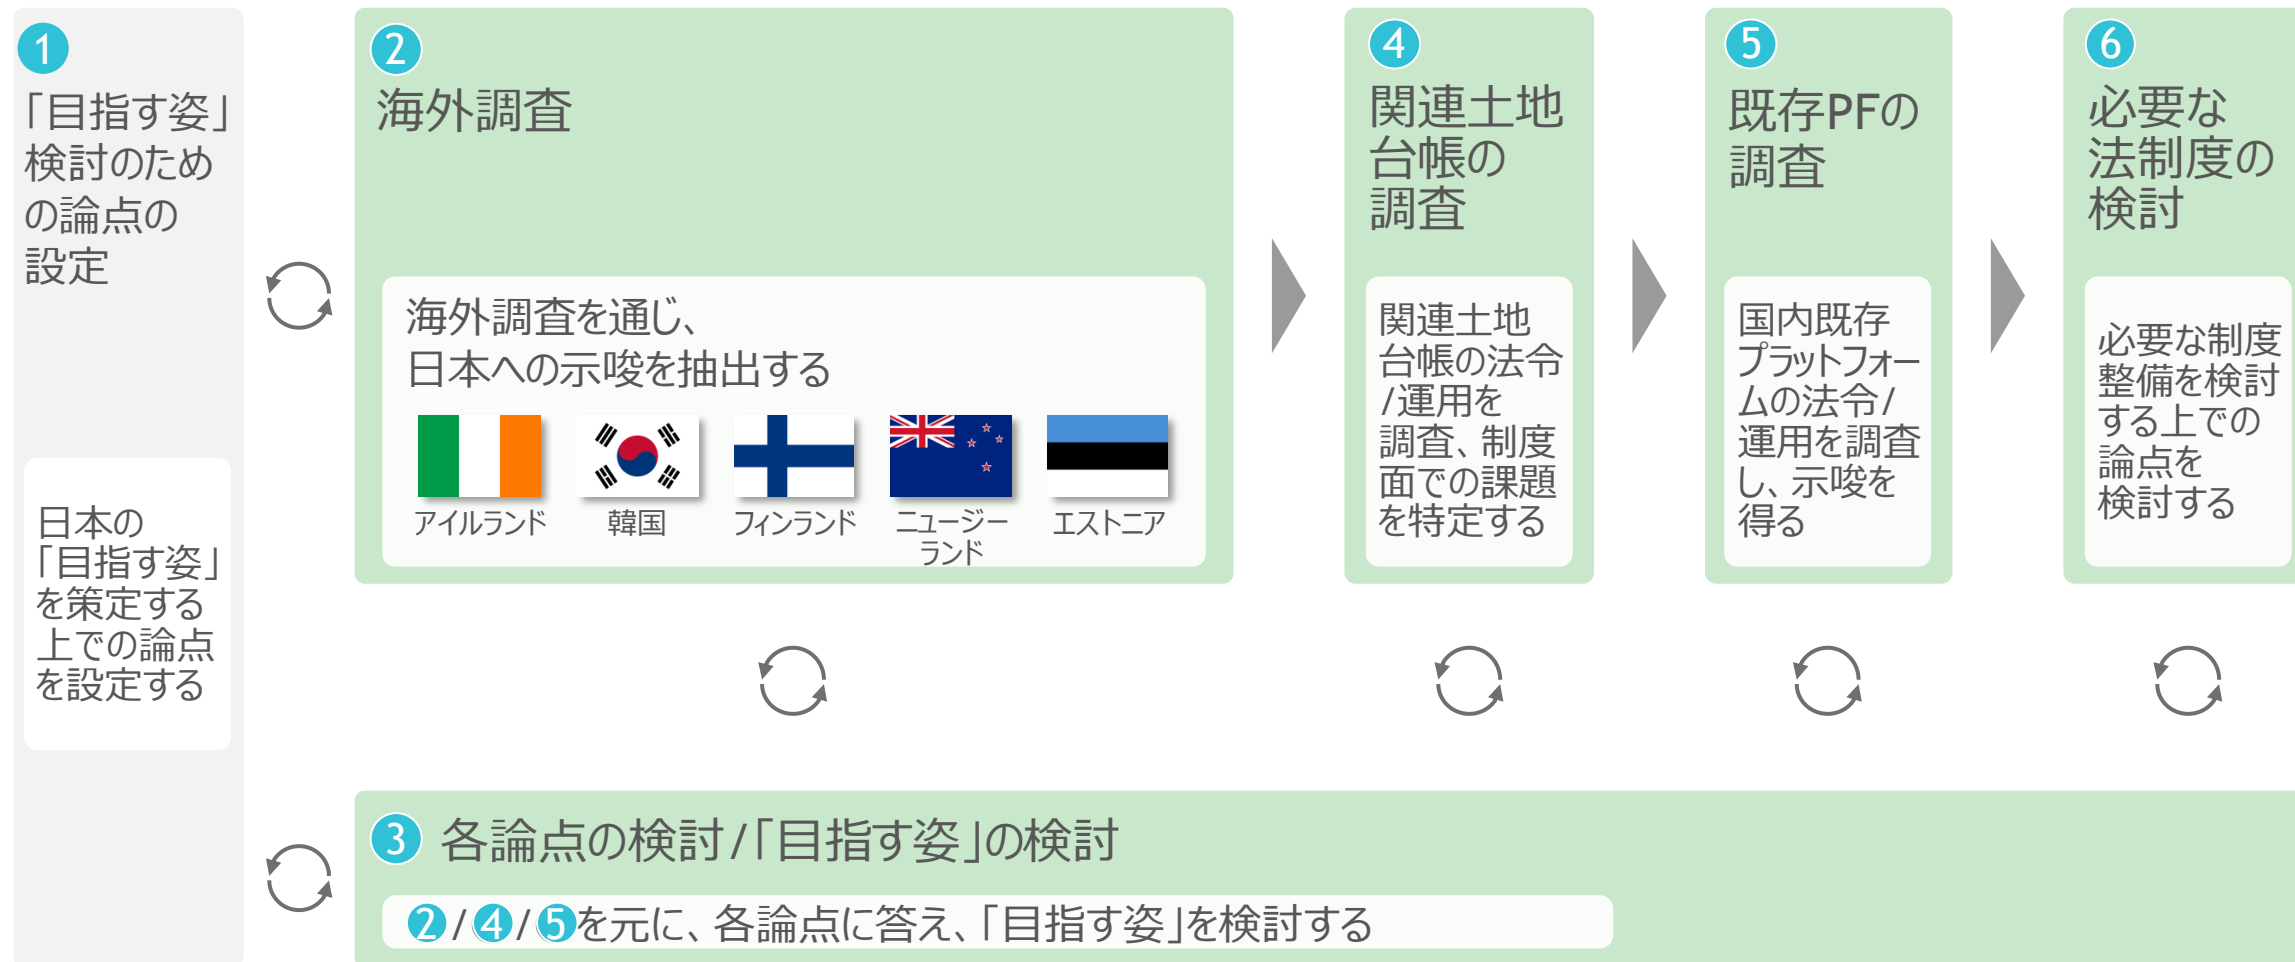 1
「目指す姿」
検討のため
の論点の
設定
日本の
「目指す姿」
を策定する
上での論点
を設定する
2
海外調査
海外調査を通じ、
日本への示唆を抽出する
アイルランド
韓国
フィンランド
ニュージー
ランド
エストニア
4
関連土地
台帳の
調査
関連土地
台帳の法令
/運用を
調査、制度
面での課題
を特定する
5
既存PFの
調査
国内既存
プラットフォー
ムの法令/
運用を調査
し、示唆を
得る
6
必要な
法制度の
検討
必要な制度
整備を検討
する上での
論点を
検討する
3 各論点の検討/「目指す姿」の検討
2/4/5を元に、各論点に答え、「目指す姿」を検討する